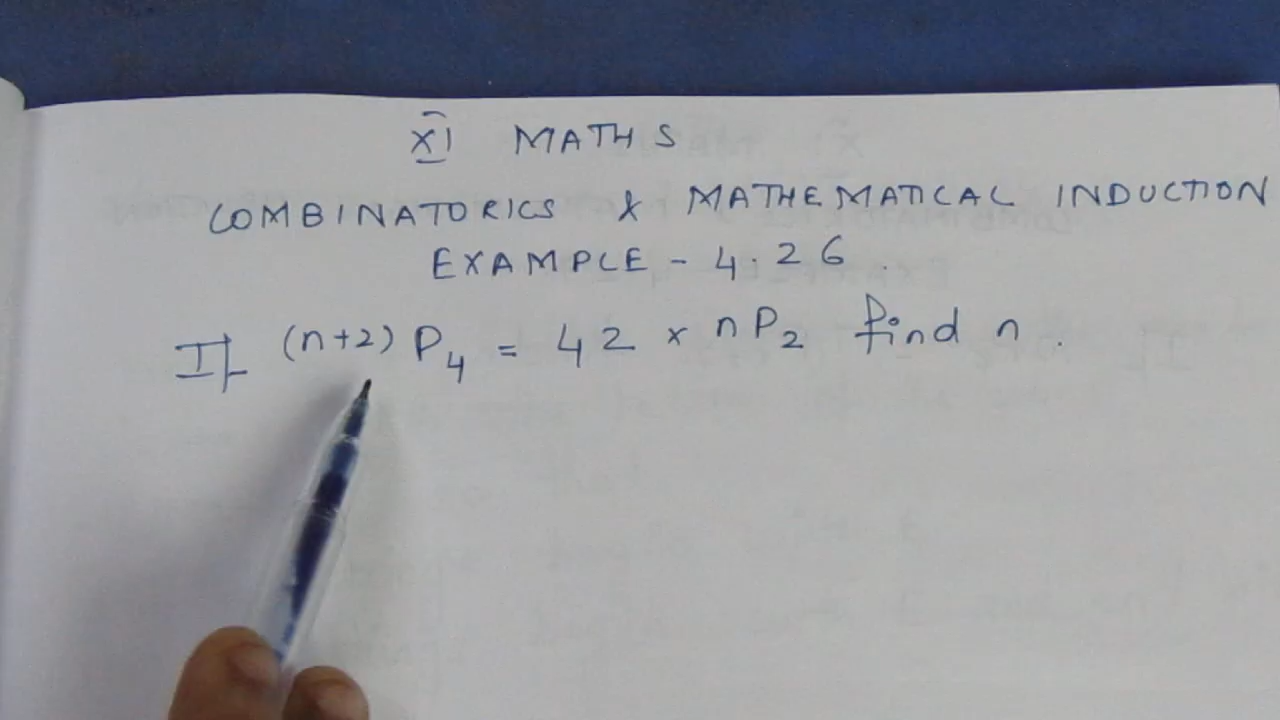 XI MATHS
COMBINATORICS & MATHEMATICAL INDUCTION
EXAMPLE - 4.26.
If (n+2) P₄ = 42 × nP₂ find n.